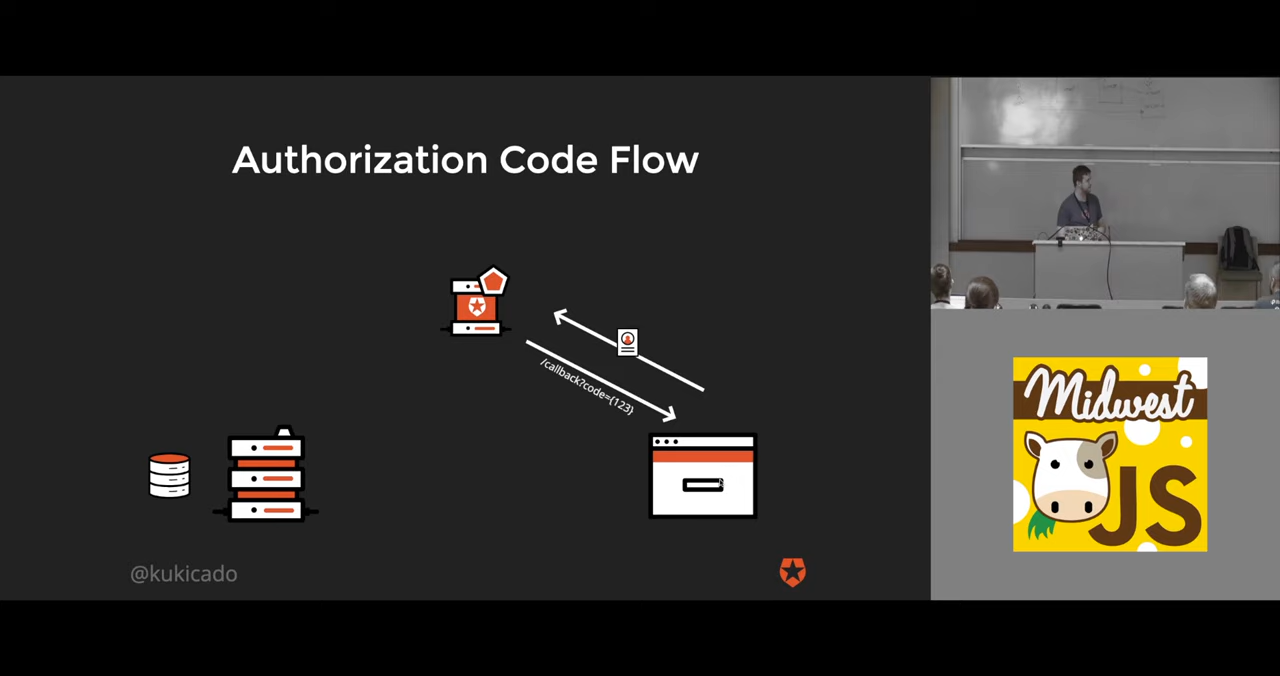 Authorization Code Flow
/callback?code={123}
@kukicado
Midwest
JS